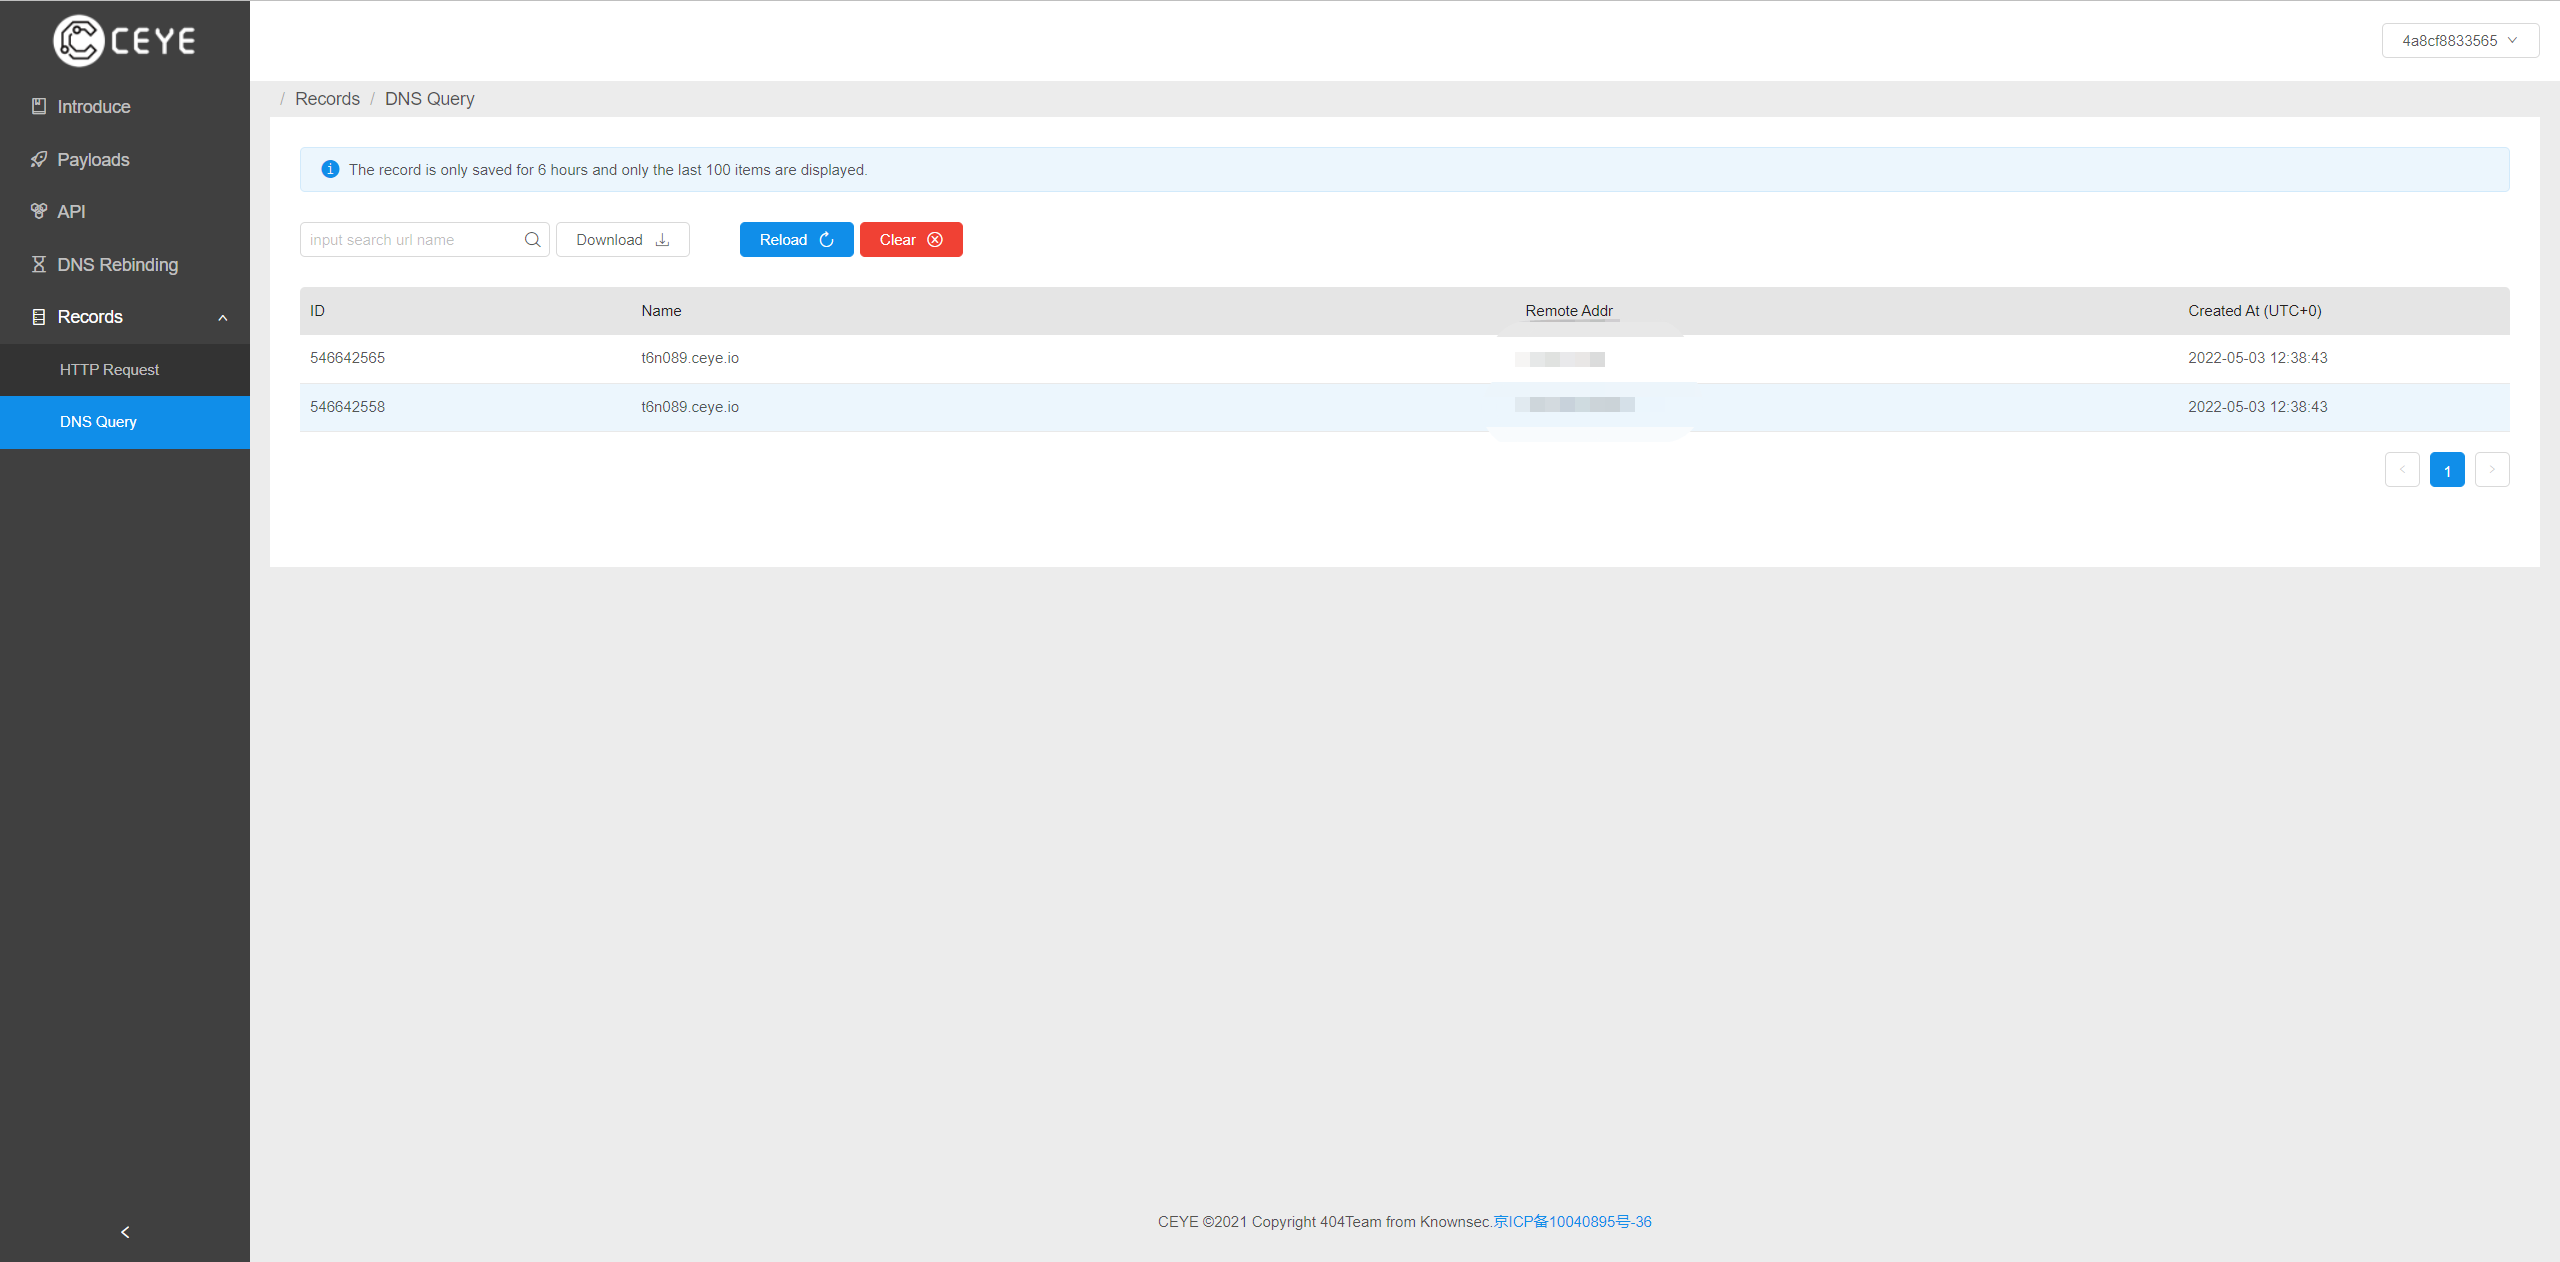 CEYE
4a8cf8833565
Introduce
Payloads
API
DNS Rebinding
Records
HTTP Request
DNS Query
/ Records / DNS Query
The record is only saved for 6 hours and only the last 100 items are displayed.
input search url name Download Reload Clear
ID Name Remote Addr Created At (UTC+0)
546642565 t6n089.ceye.io 2022-05-03 12:38:43
546642558 t6n089.ceye.io 2022-05-03 12:38:43
1
CEYE ©2021 Copyright 404Team from Knownsec.京ICP备10040895号-36